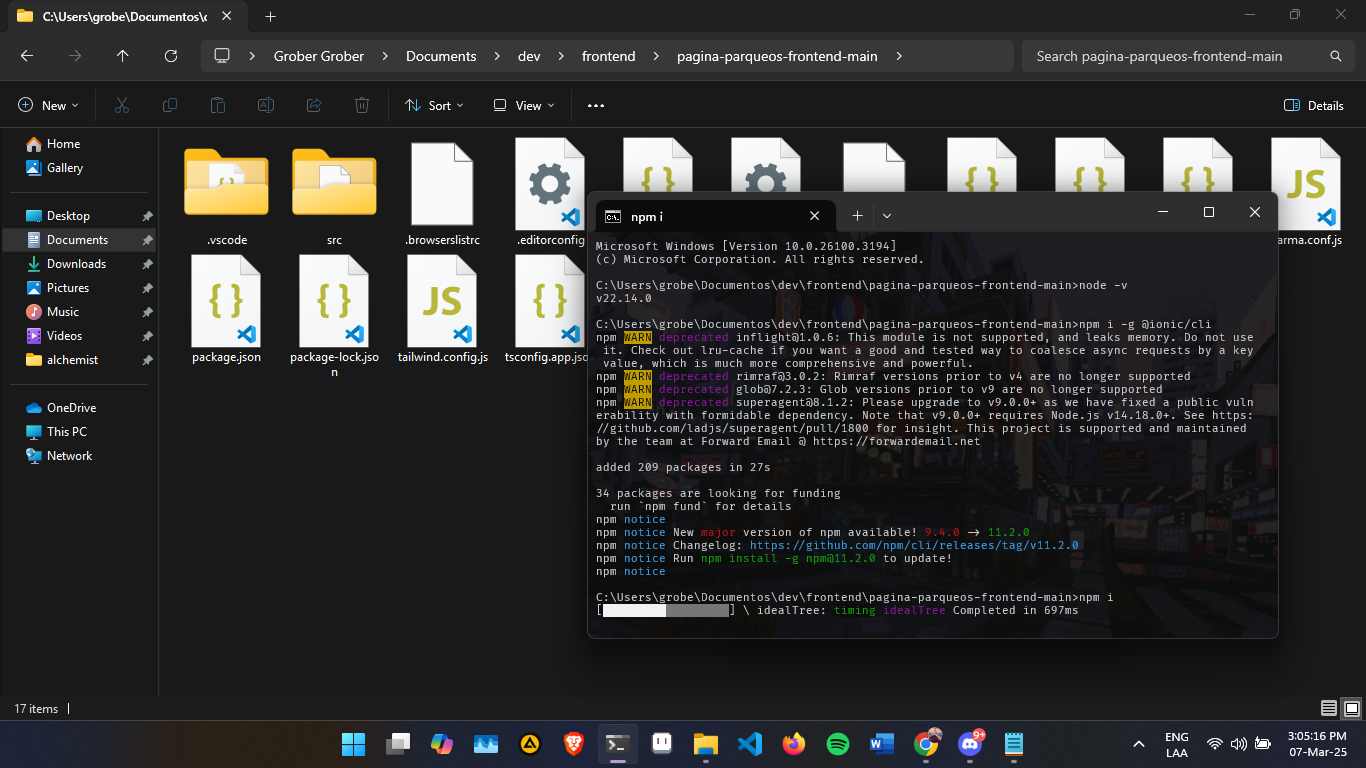 C:\Users\grobe\Documentos\c
Grober Grober > Documents > dev > frontend > pagina-parqueos-frontend-main >
Search pagina-parqueos-frontend-main
New
Sort
View
Details
Home
Gallery
Desktop
Documents
Downloads
Pictures
Music
Videos
alchemist
OneDrive
This PC
Network
.vscode
src
.browserslistrc
.editorconfig
arma.conf.js
package.json
package-lock.jso
n
tailwind.config.js
tsconfig.app.jso
JS
JS
npm i
Microsoft Windows [Version 10.0.26100.3194]
(c) Microsoft Corporation. All rights reserved.
C:\Users\grobe\Documentos\dev\frontend\pagina-parqueos-frontend-main>node -v
v22.14.0
C:\Users\grobe\Documentos\dev\frontend\pagina-parqueos-frontend-main>npm i -g @ionic/cli
npm WARN deprecated inflight@1.0.6: This module is not supported, and leaks memory. Do not use
it. Check out lru-cache if you want a good and tested way to coalesce async requests by a key
value, which is much more comprehensive and powerful.
npm WARN deprecated rimraf@3.0.2: Rimraf versions prior to v4 are no longer supported
npm WARN deprecated glob@7.2.3: Glob versions prior to v9 are no longer supported
npm WARN deprecated superagent@8.1.2: Please upgrade to v9.0.0+ as we have fixed a public vuln
erability with formidable dependency. Note that v9.0.0+ requires Node.js v14.18.0+. See https:
//github.com/ladjs/superagent/pull/1800 for insight. This project is supported and maintained
by the team at Forward Email @ https://forwardemail.net
added 209 packages in 27s
34 packages are looking for funding
run `npm fund` for details
npm notice
npm notice New major version of npm available! 9.4.0 -> 11.2.0
npm notice Changelog: https://github.com/npm/cli/releases/tag/v11.2.0
npm notice Run npm install -g npm@11.2.0 to update!
npm notice
C:\Users\grobe\Documentos\dev\frontend\pagina-parqueos-frontend-main>npm i
[ ] \ idealTree: timing idealTree Completed in 697ms
17 items
9+
ENG
LAA
3:05:16 PM
07-Mar-25